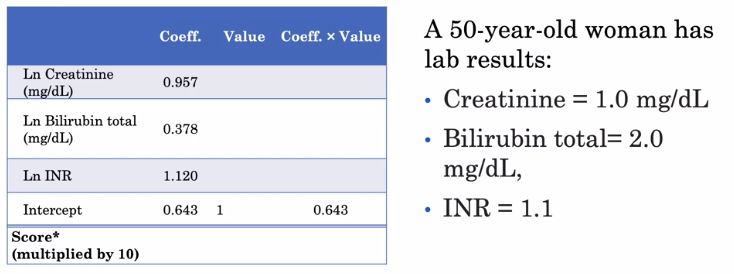 Coeff. Value Coeff. × Value
Ln Creatinine
(mg/dL) 0.957
Ln Bilirubin total
(mg/dL) 0.378
Ln INR 1.120
Intercept 0.643 1 0.643
Score*
(multiplied by 10)
A 50-year-old woman has
lab results:
• Creatinine = 1.0 mg/dL
• Bilirubin total= 2.0
mg/dL,
• INR = 1.1